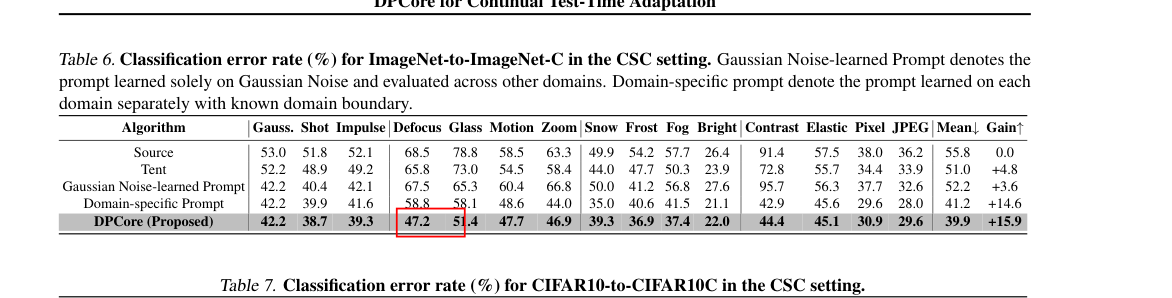 DPCore for Continual Test-Time Adaptation
Table 6. Classification error rate (%) for ImageNet-to-ImageNet-C in the CSC setting. Gaussian Noise-learned Prompt denotes the
prompt learned solely on Gaussian Noise and evaluated across other domains. Domain-specific prompt denote the prompt learned on each
domain separately with known domain boundary.
Algorithm Gauss. Shot Impulse Defocus Glass Motion Zoom Snow Frost Fog Bright Contrast Elastic Pixel JPEG Mean↓ Gain↑
Source 53.0 51.8 52.1 68.5 78.8 58.5 63.3 49.9 54.2 57.7 26.4 91.4 57.5 38.0 36.2 55.8 0.0
Tent 52.2 48.9 49.2 65.8 73.0 54.5 58.4 44.0 47.7 50.3 23.9 72.8 55.7 34.4 33.9 51.0 +4.8
Gaussian Noise-learned Prompt 42.2 40.4 42.1 67.5 65.3 60.4 66.8 50.0 41.2 56.8 27.6 95.7 56.3 37.7 32.6 52.2 +3.6
Domain-specific Prompt 42.2 39.9 41.6 58.8 58.1 48.6 44.0 35.0 40.6 41.5 21.1 42.9 45.6 29.6 28.0 41.2 +14.6
DPCore (Proposed) 42.2 38.7 39.3 47.2 51.4 47.7 46.9 39.3 36.9 37.4 22.0 44.4 45.1 30.9 29.6 39.9 +15.9
Table 7. Classification error rate (%) for CIFAR10-to-CIFAR10C in the CSC setting.